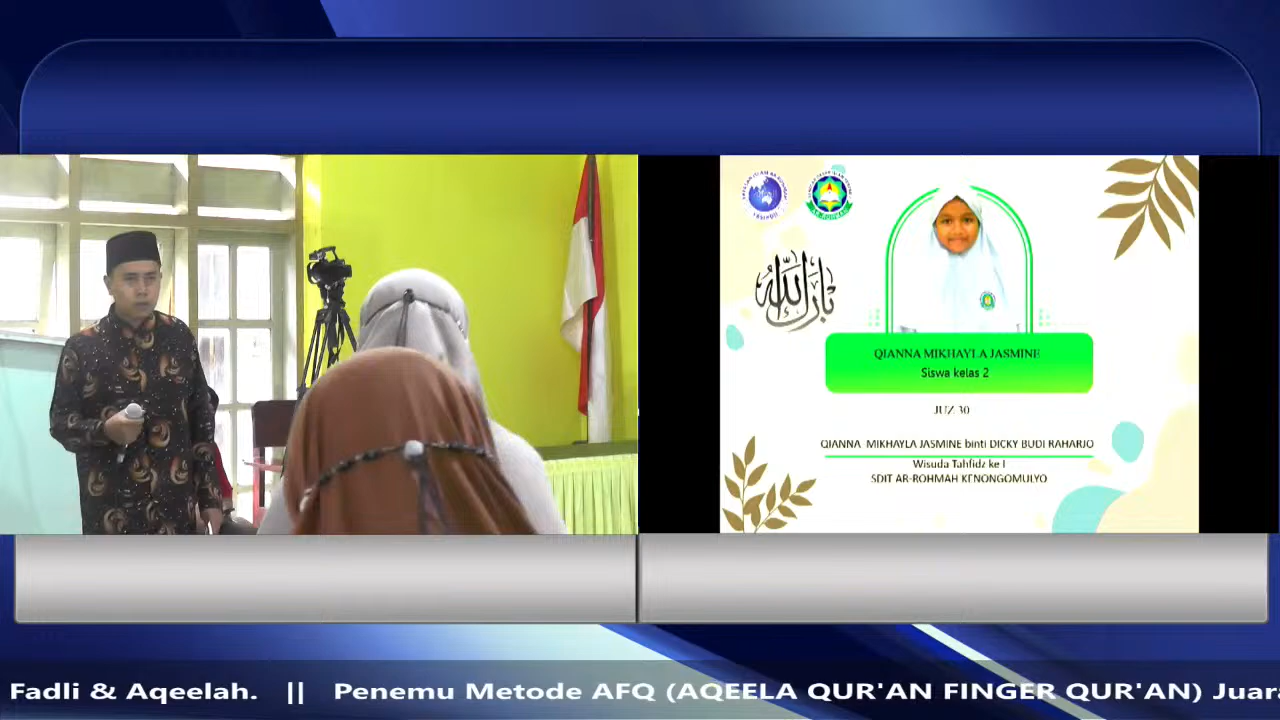 بارك الله
QIANNA MIKHAYLA JASMINE
Siswa kelas 2
JUZ 30
QIANNA MIKHAYLA JASMINE binti DICKY BUDI RAHARJO
Wisuda Tahfidz ke I
SDIT AR-ROHMAH KENONGOMULYO
Fadli & Aqeelah. || Penemu Metode AFQ (AQEELA QUR'AN FINGER QUR'AN) Juara